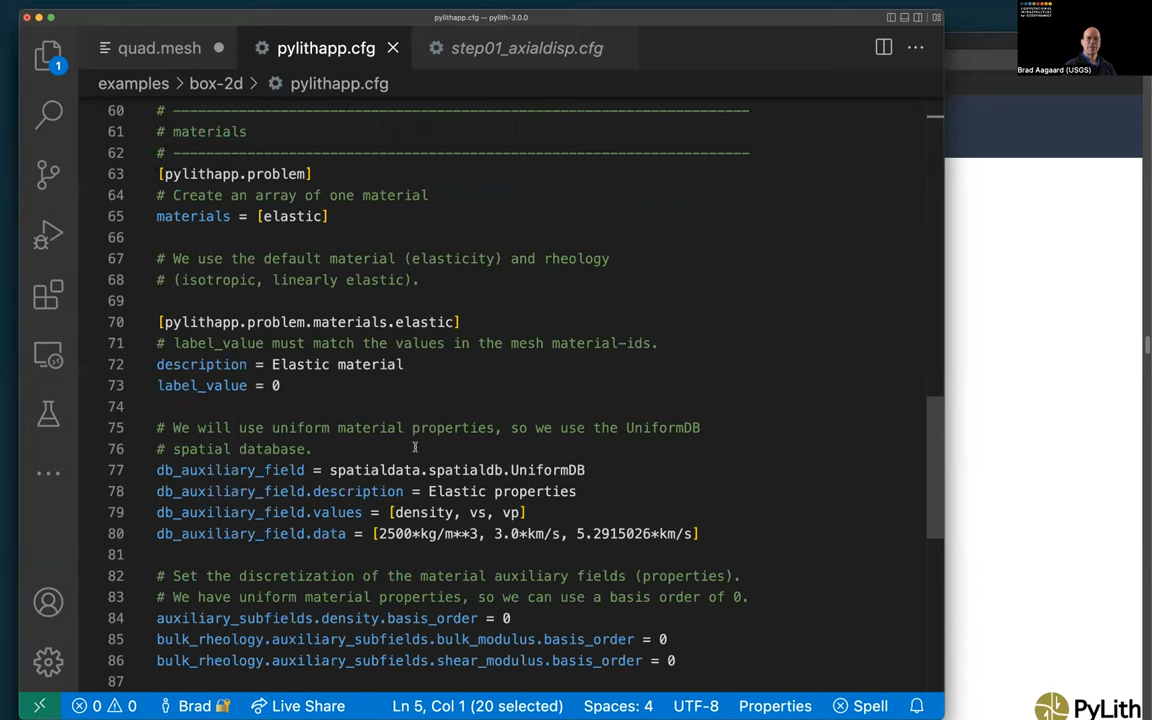 pylithapp.cfg — pylith-3.0.0
quad.mesh
pylithapp.cfg
step01_axialdisp.cfg
examples > box-2d > pylithapp.cfg
60 # ----------------------------------------------------------------------
61 # materials
62 # ----------------------------------------------------------------------
63 [pylithapp.problem]
64 # Create an array of one material
65 materials = [elastic]
66
67 # We use the default material (elasticity) and rheology
68 # (isotropic, linearly elastic).
69
70 [pylithapp.problem.materials.elastic]
71 # label_value must match the values in the mesh material-ids.
72 description = Elastic material
73 label_value = 0
74
75 # We will use uniform material properties, so we use the UniformDB
76 # spatial database.
77 db_auxiliary_field = spatialdata.spatialdb.UniformDB
78 db_auxiliary_field.description = Elastic properties
79 db_auxiliary_field.values = [density, vs, vp]
80 db_auxiliary_field.data = [2500*kg/m**3, 3.0*km/s, 5.2915026*km/s]
81
82 # Set the discretization of the material auxiliary fields (properties).
83 # We have uniform material properties, so we can use a basis order of 0.
84 auxiliary_subfields.density.basis_order = 0
85 bulk_rheology.auxiliary_subfields.bulk_modulus.basis_order = 0
86 bulk_rheology.auxiliary_subfields.shear_modulus.basis_order = 0
87
1
0 0 Brad Live Share Ln 5, Col 1 (20 selected) Spaces: 4 UTF-8 Properties Spell
COMPUTATIONAL
INFRASTRUCTURE
for GEODYNAMICS
Brad Aagaard (USGS)
PyLith